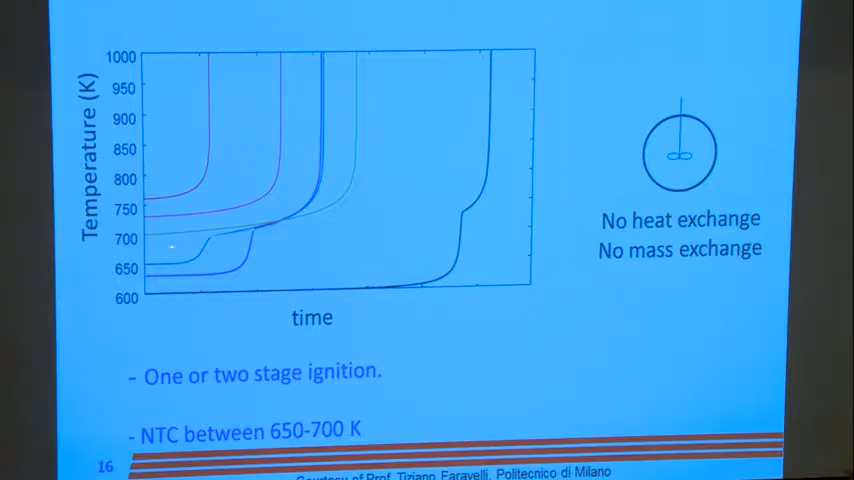 1000
950
900
850
800
750
700
650
600
Temperature (K)
time
No heat exchange
No mass exchange
- One or two stage ignition.
- NTC between 650-700 K
16
Courtesy of Prof. Tiziano Faravelli, Politecnico di Milano